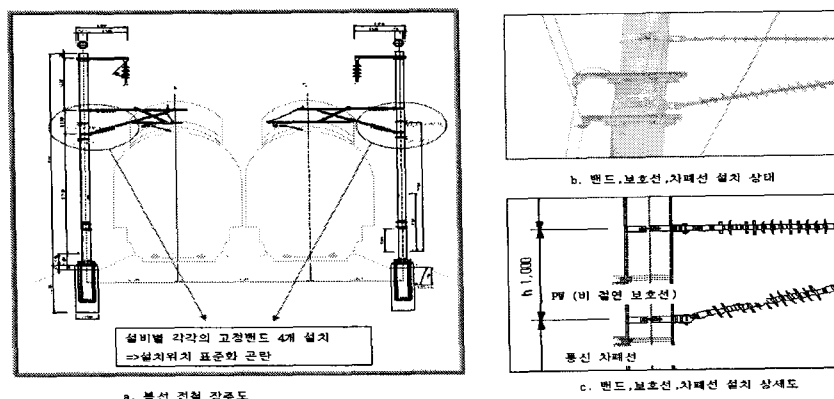 설비별 각각의 고정밴드 4개 설치
=>설치위치 표준화 곤란
a. 복선 전철 장주도
b. 밴드,보호선,차폐선 설치 상태
h 1,000
PW (비 절연 보호선)
통신 차폐선
c. 밴드,보호선,차폐선 설치 상세도